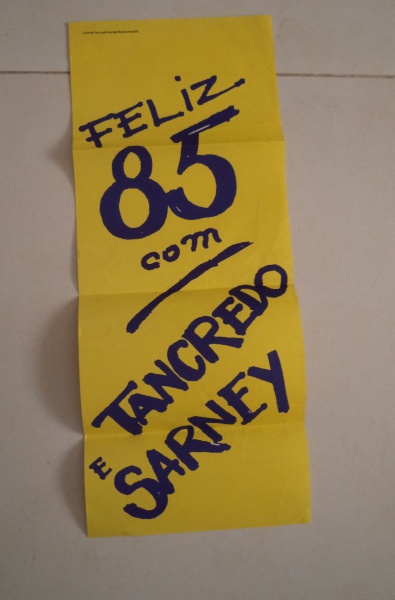 FELIZ
85
com
TANCREDO
E SARNEY